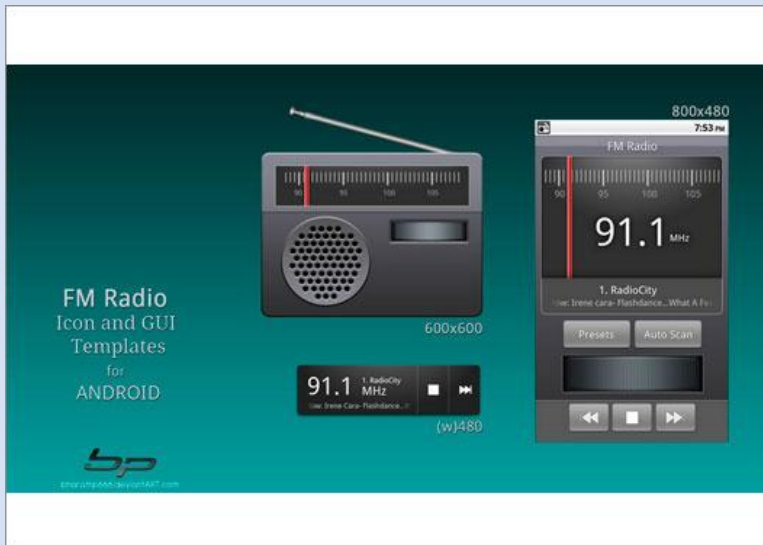 800x480
7:53 PM
FM Radio
90 95 100 105
90 95 100 105
91.1 MHz
1. RadioCity
Irene cara- Flashdance...What A
600x600
Presets Auto Scan
FM Radio
Icon and GUI
Templates
for
ANDROID
91.1 MHz
1. RadioCity
Irene Cara- Flashdance..
(w)480
bp